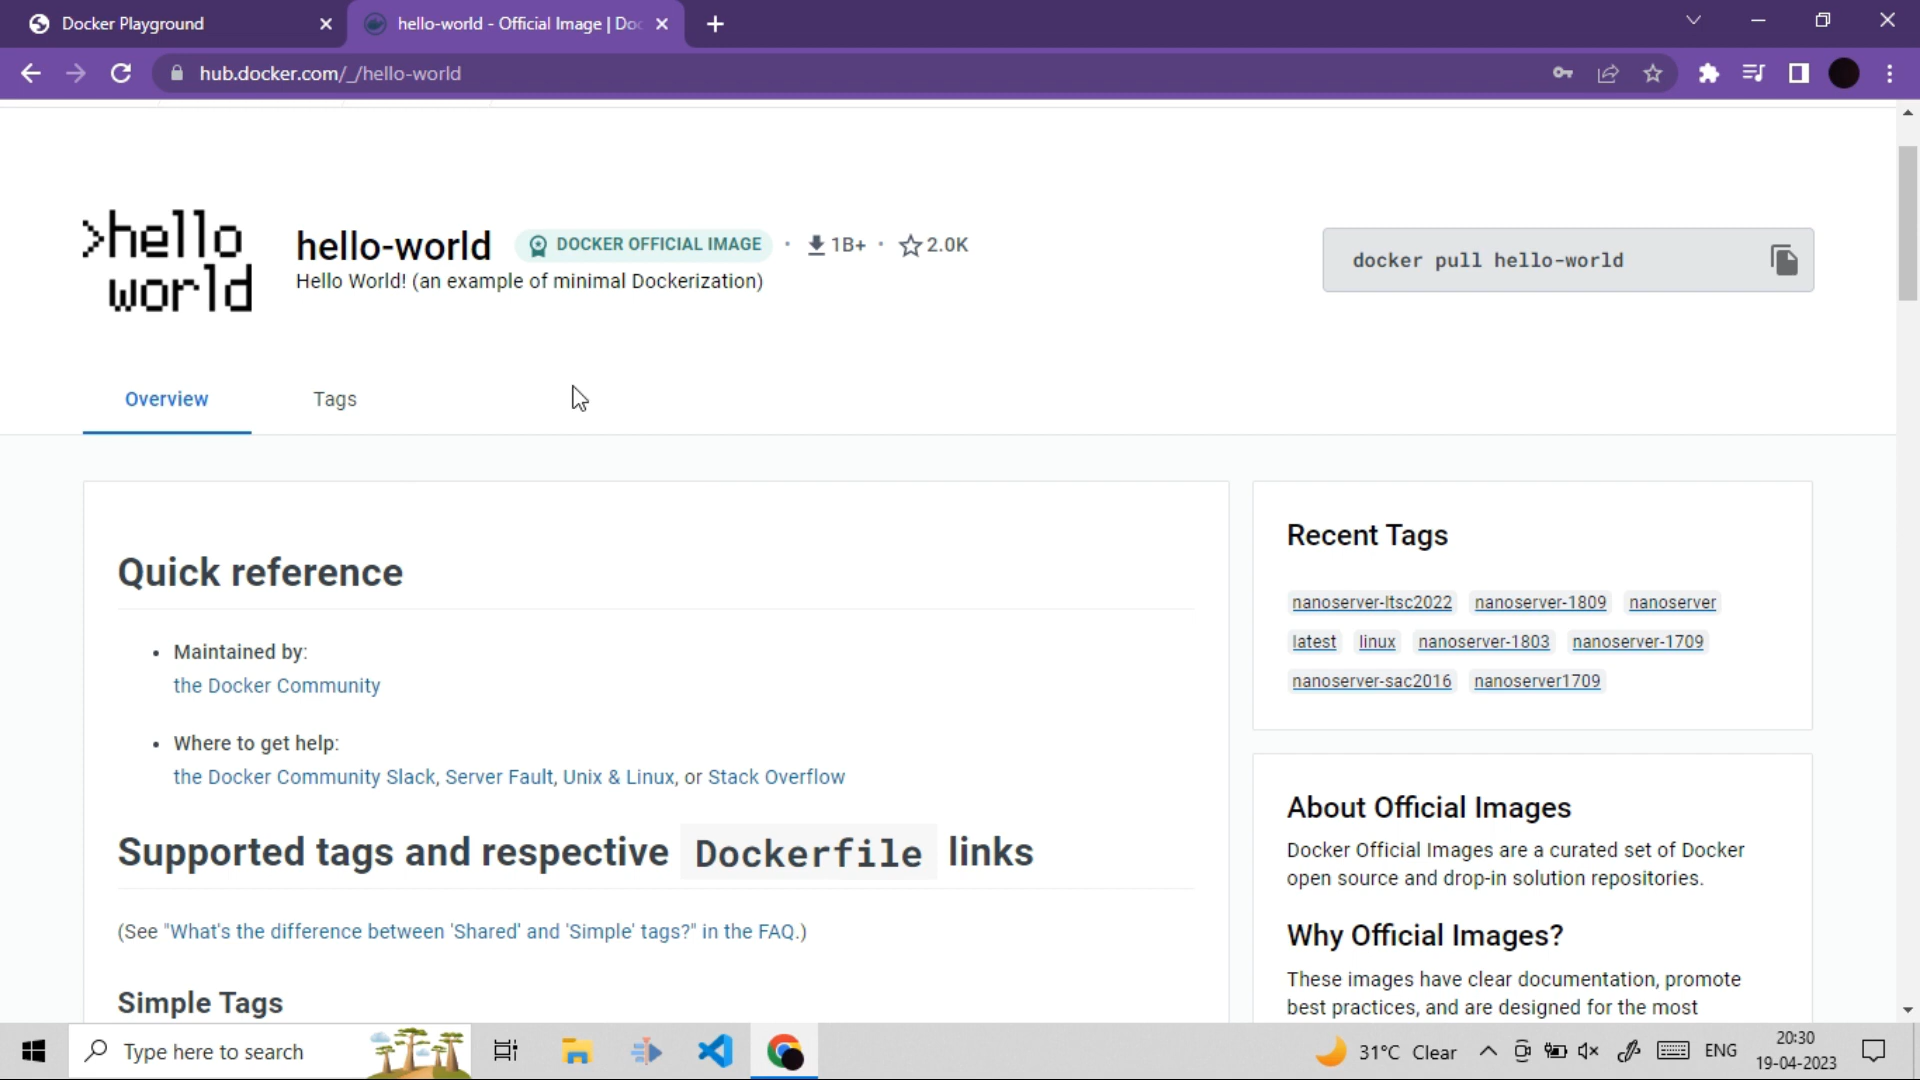 Docker Playground
hello-world - Official Image | Doc
hub.docker.com/_/hello-world
>hello
world
hello-world
DOCKER OFFICIAL IMAGE
· 1B+ · 2.0K
Hello World! (an example of minimal Dockerization)
docker pull hello-world
Overview
Tags
Quick reference
• Maintained by:
the Docker Community
• Where to get help:
the Docker Community Slack, Server Fault, Unix & Linux, or Stack Overflow
Supported tags and respective Dockerfile links
(See "What's the difference between 'Shared' and 'Simple' tags?" in the FAQ.)
Simple Tags
Recent Tags
nanoserver-ltsc2022 nanoserver-1809 nanoserver
latest linux nanoserver-1803 nanoserver-1709
nanoserver-sac2016 nanoserver1709
About Official Images
Docker Official Images are a curated set of Docker
open source and drop-in solution repositories.
Why Official Images?
These images have clear documentation, promote
best practices, and are designed for the most
Type here to search
31°C Clear
ENG
20:30
19-04-2023